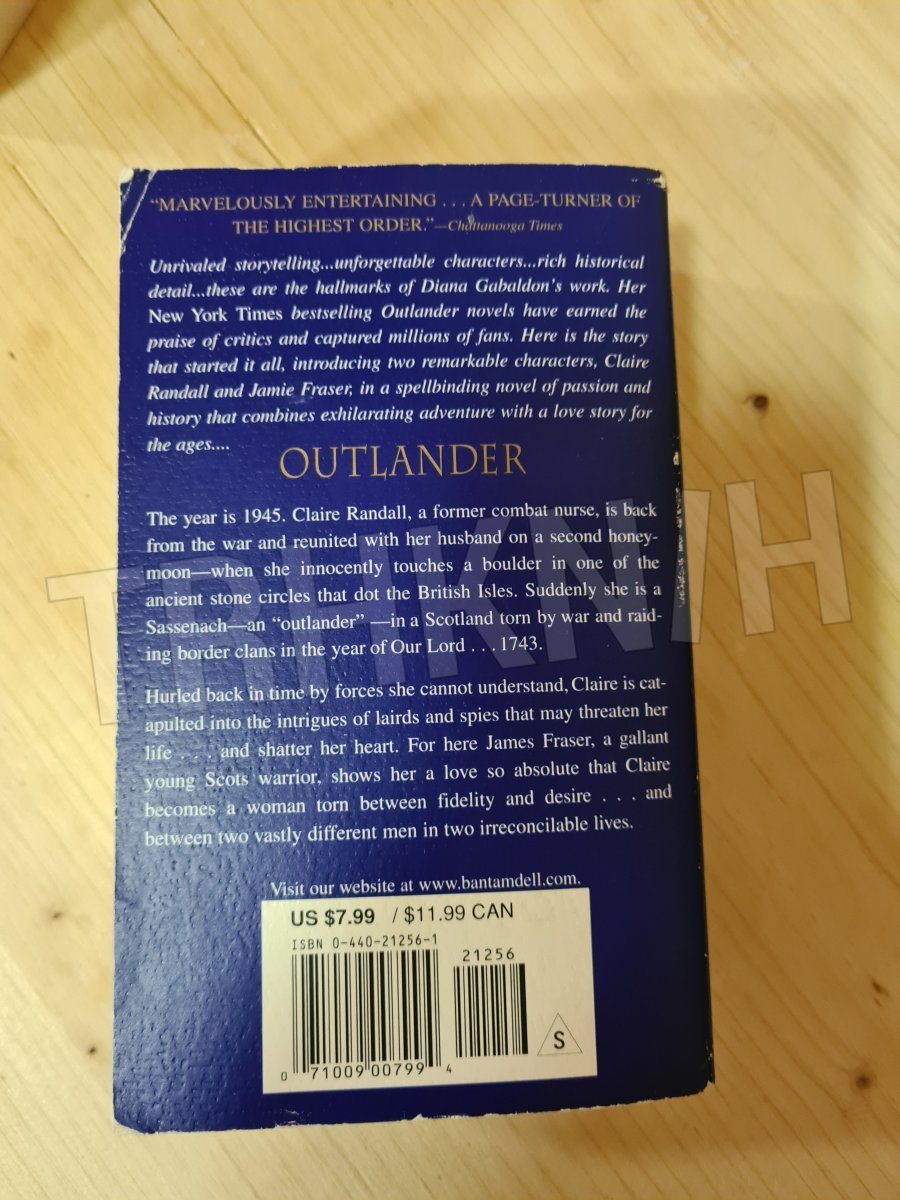 “MARVELOUSLY ENTERTAINING . . . A PAGE-TURNER OF
THE HIGHEST ORDER.”—Chattanooga Times
Unrivaled storytelling...unforgettable characters...rich historical
detail...these are the hallmarks of Diana Gabaldon’s work. Her
New York Times bestselling Outlander novels have earned the
praise of critics and captured millions of fans. Here is the story
that started it all, introducing two remarkable characters, Claire
Randall and Jamie Fraser, in a spellbinding novel of passion and
history that combines exhilarating adventure with a love story for
the ages....
OUTLANDER
The year is 1945. Claire Randall, a former combat nurse, is back
from the war and reunited with her husband on a second honey-
moon—when she innocently touches a boulder in one of the
ancient stone circles that dot the British Isles. Suddenly she is a
Sassenach—an “outlander” —in a Scotland torn by war and raid-
ing border clans in the year of Our Lord . . . 1743.
Hurled back in time by forces she cannot understand, Claire is cat-
apulted into the intrigues of lairds and spies that may threaten her
life . . . and shatter her heart. For here James Fraser, a gallant
young Scots warrior, shows her a love so absolute that Claire
becomes a woman torn between fidelity and desire . . . and
between two vastly different men in two irreconcilable lives.
Visit our website at www.bantamdell.com.
US $7.99 / $11.99 CAN
ISBN 0-440-21256-1
21256
0 71009 00799 4
S